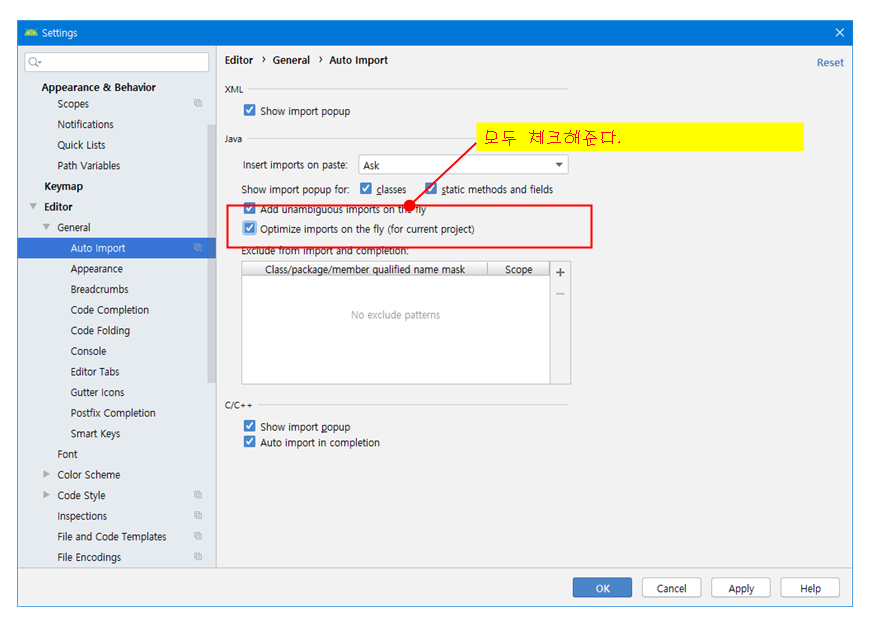 Settings
Editor › General › Auto Import
Reset
Appearance & Behavior
Scopes
Notifications
Quick Lists
Path Variables
Keymap
Editor
General
Auto Import
Appearance
Breadcrumbs
Code Completion
Code Folding
Console
Editor Tabs
Gutter Icons
Postfix Completion
Smart Keys
Font
Color Scheme
Code Style
Inspections
File and Code Templates
File Encodings
XML
Show import popup
Java
모두 체크해준다.
Insert imports on paste: Ask
Show import popup for: classes static methods and fields
Add unambiguous imports on the fly
Optimize imports on the fly (for current project)
Exclude from import and completion:
Class/package/member qualified name mask Scope
No exclude patterns
C/C++
Show import popup
Auto import in completion
OK Cancel Apply Help